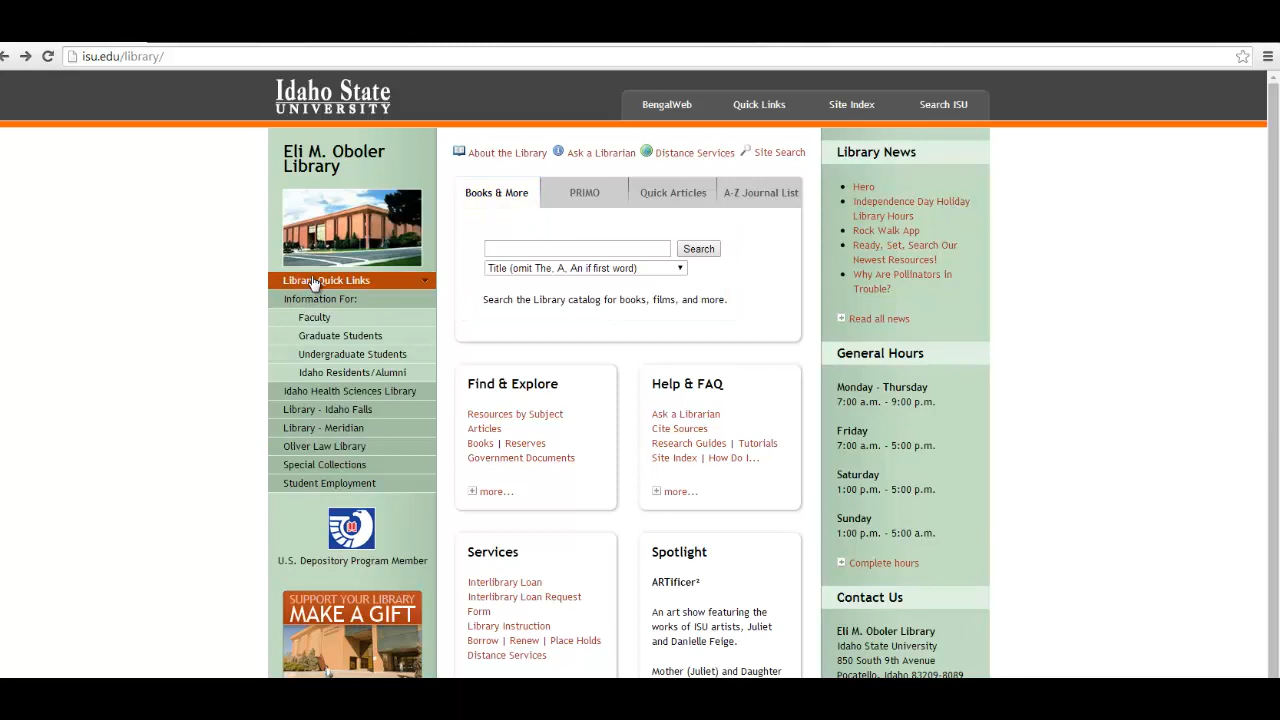 isu.edu/library/
Idaho State
UNIVERSITY
BengalWeb
Quick Links
Site Index
Search ISU
Eli M. Oboler
Library
Library Quick Links
Information For:
Faculty
Graduate Students
Undergraduate Students
Idaho Residents/Alumni
Idaho Health Sciences Library
Library - Idaho Falls
Library - Meridian
Oliver Law Library
Special Collections
Student Employment
U.S. Depository Program Member
SUPPORT YOUR LIBRARY
MAKE A GIFT
About the Library
Ask a Librarian
Distance Services
Site Search
Books & More
PRIMO
Quick Articles
A-Z Journal List
Search
Title (omit The, A, An if first word)
Search the Library catalog for books, films, and more.
Find & Explore
Resources by Subject
Articles
Books | Reserves
Government Documents
more...
Help & FAQ
Ask a Librarian
Cite Sources
Research Guides | Tutorials
Site Index | How Do I...
more...
Services
Interlibrary Loan
Interlibrary Loan Request
Form
Library Instruction
Borrow | Renew | Place Holds
Distance Services
Spotlight
ARTificer²
An art show featuring the
works of ISU artists, Juliet
and Danielle Feige.
Mother (Juliet) and Daughter
Library News
Hero
Independence Day Holiday
Library Hours
Rock Walk App
Ready, Set, Search Our
Newest Resources!
Why Are Pollinators in
Trouble?
Read all news
General Hours
Monday - Thursday
7:00 a.m. - 9:00 p.m.
Friday
7:00 a.m. - 5:00 p.m.
Saturday
1:00 p.m. - 5:00 p.m.
Sunday
1:00 p.m. - 5:00 p.m.
Complete hours
Contact Us
Eli M. Oboler Library
Idaho State University
850 South 9th Avenue
Pocatello, Idaho 83209-8089